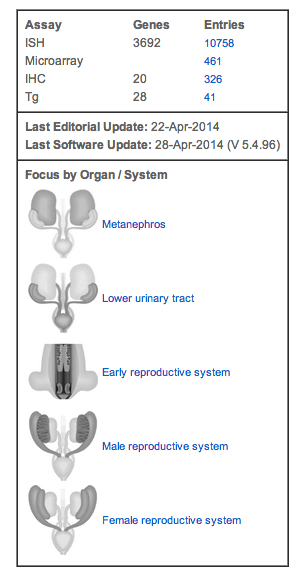 Assay Genes Entries
ISH 3692 10758
Microarray 461
IHC 20 326
Tg 28 41
Last Editorial Update: 22-Apr-2014
Last Software Update: 28-Apr-2014 (V 5.4.96)
Focus by Organ / System
Metanephros
Lower urinary tract
Early reproductive system
Male reproductive system
Female reproductive system